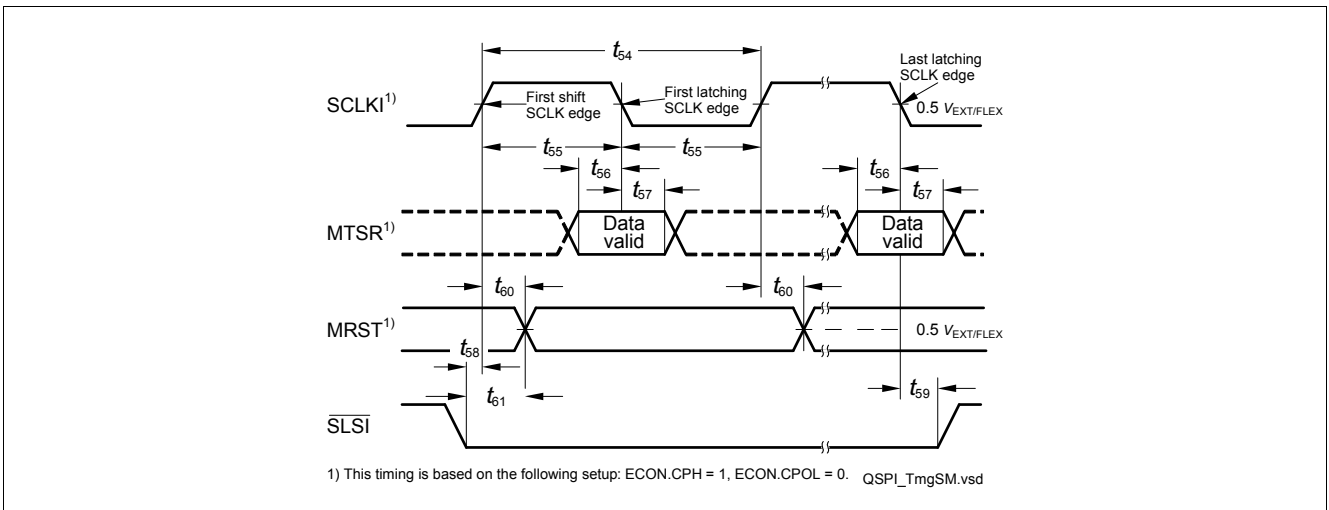 t54
Last latching
SCLK edge
SCLKI1)
First shift
SCLK edge
First latching
SCLK edge
0.5 VEXT/FLEX
t55
t55
t56
t56
t57
t57
MTSR1)
Data
valid
Data
valid
t60
t60
MRST1)
0.5 VEXT/FLEX
t58
t61
t59
SLSI
1) This timing is based on the following setup: ECON.CPH = 1, ECON.CPOL = 0.
QSPI_TmgSM.vsd